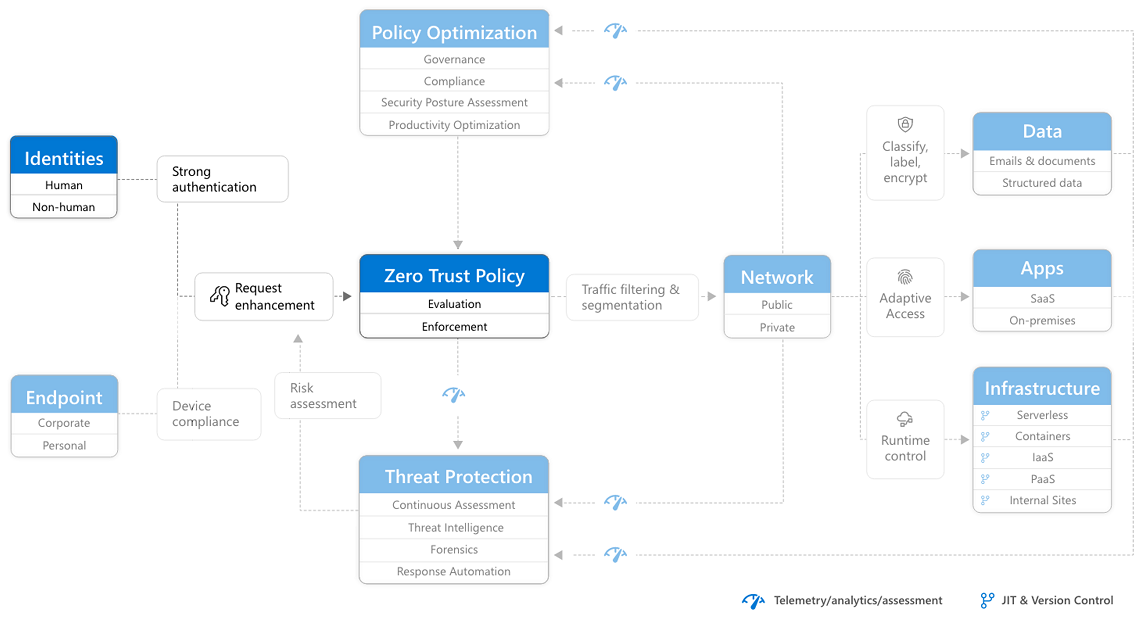 Policy Optimization
Governance
Compliance
Security Posture Assessment
Productivity Optimization
Identities
Human
Non-human
Strong
authentication
Request
enhancement
Zero Trust Policy
Evaluation
Enforcement
Traffic filtering &
segmentation
Network
Public
Private
Classify,
label,
encrypt
Data
Emails & documents
Structured data
Adaptive
Access
Apps
SaaS
On-premises
Endpoint
Corporate
Personal
Device
compliance
Risk
assessment
Runtime
control
Infrastructure
Serverless
Containers
IaaS
PaaS
Internal Sites
Threat Protection
Continuous Assessment
Threat Intelligence
Forensics
Response Automation
Telemetry/analytics/assessment
JIT & Version Control